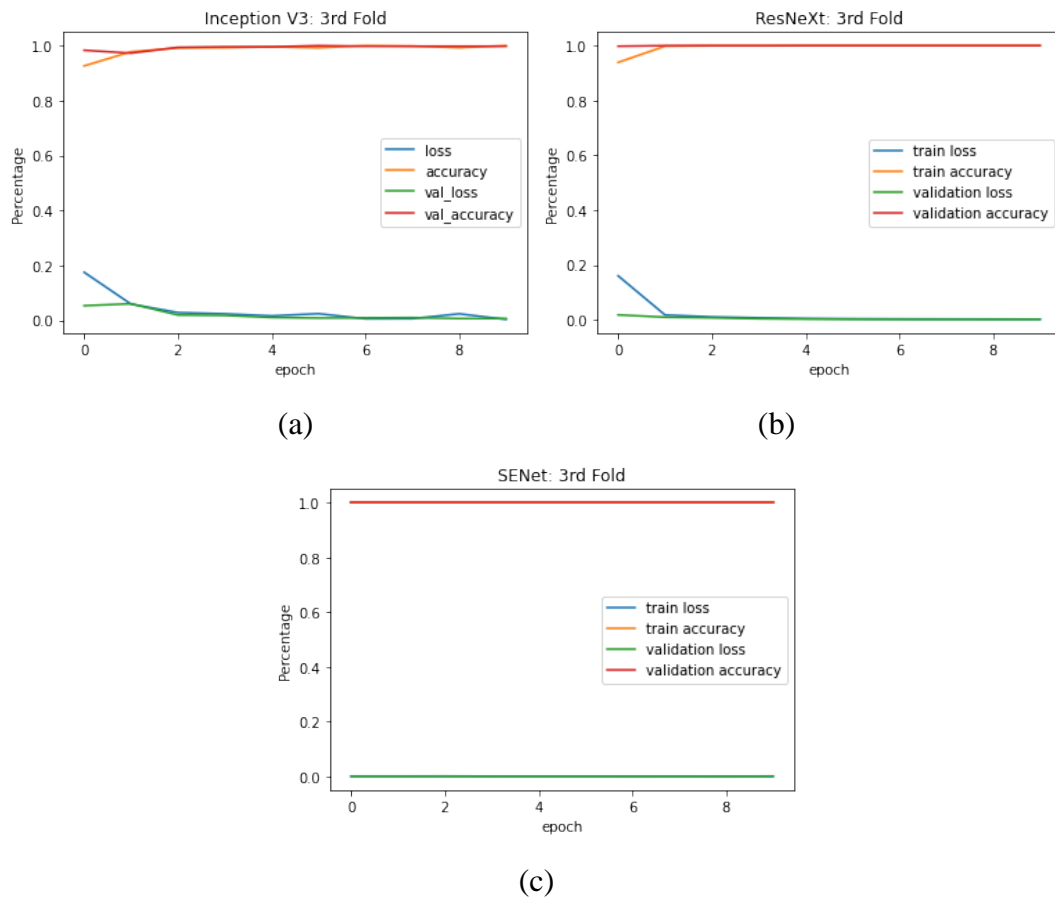 Inception V3: 3rd Fold
1.0
0.8
0.6
0.4
0.2
0.0
Percentage
loss
accuracy
val_loss
val_accuracy
0 2 4 6 8
epoch
(a)
ResNeXt: 3rd Fold
1.0
0.8
0.6
0.4
0.2
0.0
Percentage
train loss
train accuracy
validation loss
validation accuracy
0 2 4 6 8
epoch
(b)
SENet: 3rd Fold
1.0
0.8
0.6
0.4
0.2
0.0
Percentage
train loss
train accuracy
validation loss
validation accuracy
0 2 4 6 8
epoch
(c)